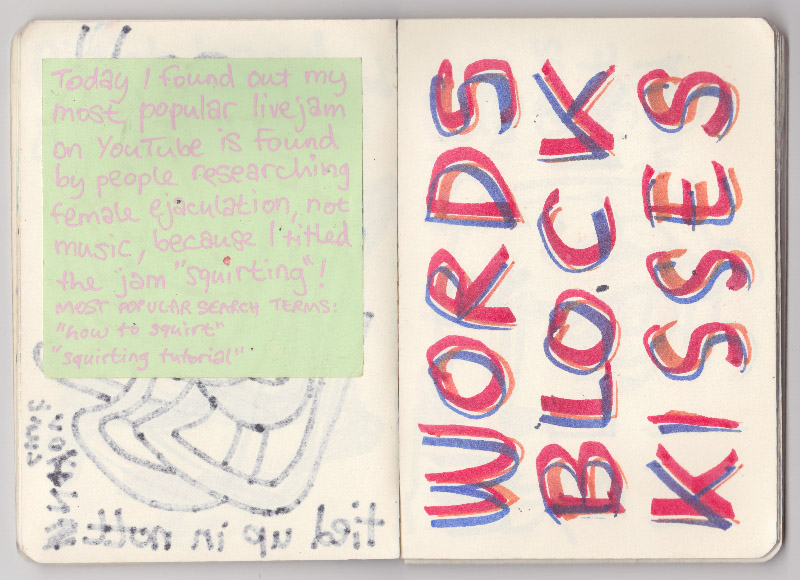 Today I found out my
most popular livejam
on YouTube is found
by people researching
female ejaculation, not
music, because I titled
the jam "squirting"!
MOST POPULAR SEARCH TERMS:
"how to squirt"
"squirting tutorial"
tied up in nott
WORDS
BLOCK
KISSES